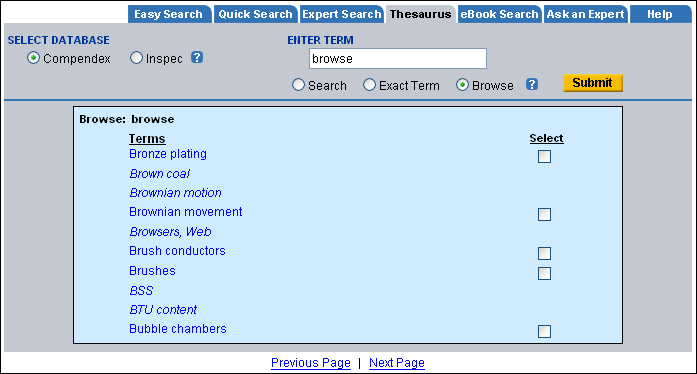 Easy Search Quick Search Expert Search Thesaurus eBook Search Ask an Expert Help
SELECT DATABASE ENTER TERM
Compendex Inspec ? browse
Search Exact Term Browse ? Submit
Browse: browse
Terms Select
Bronze plating
Brown coal
Brownian motion
Brownian movement
Browsers, Web
Brush conductors
Brushes
BSS
BTU content
Bubble chambers
Previous Page | Next Page